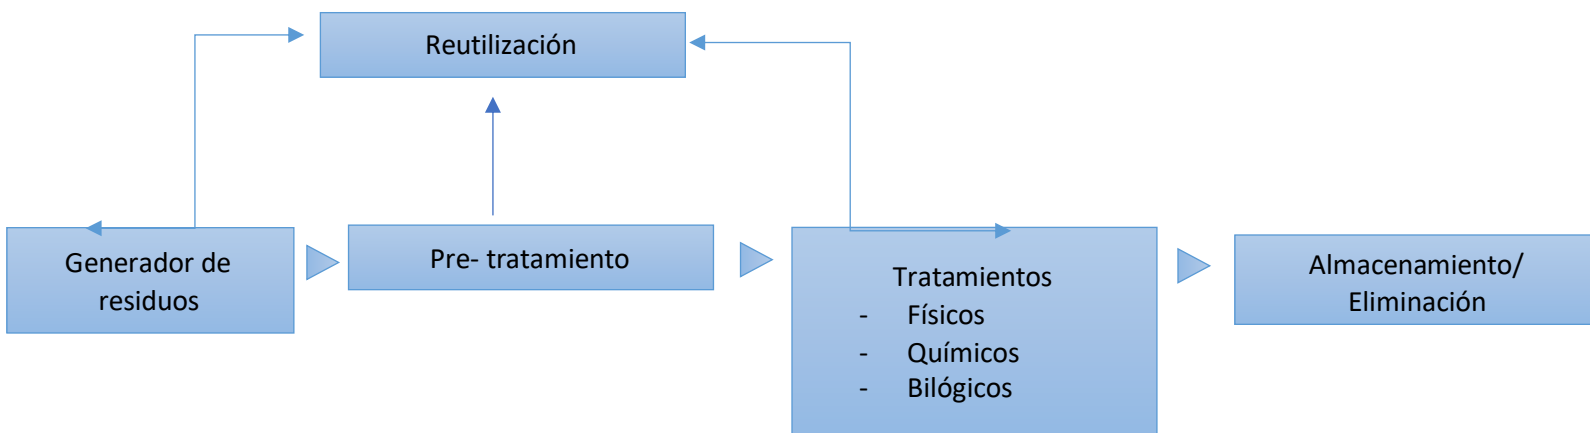 Reutilización
Generador de
residuos
Pre- tratamiento
Tratamientos
- Físicos
- Químicos
- Bilógicos
Almacenamiento/
Eliminación